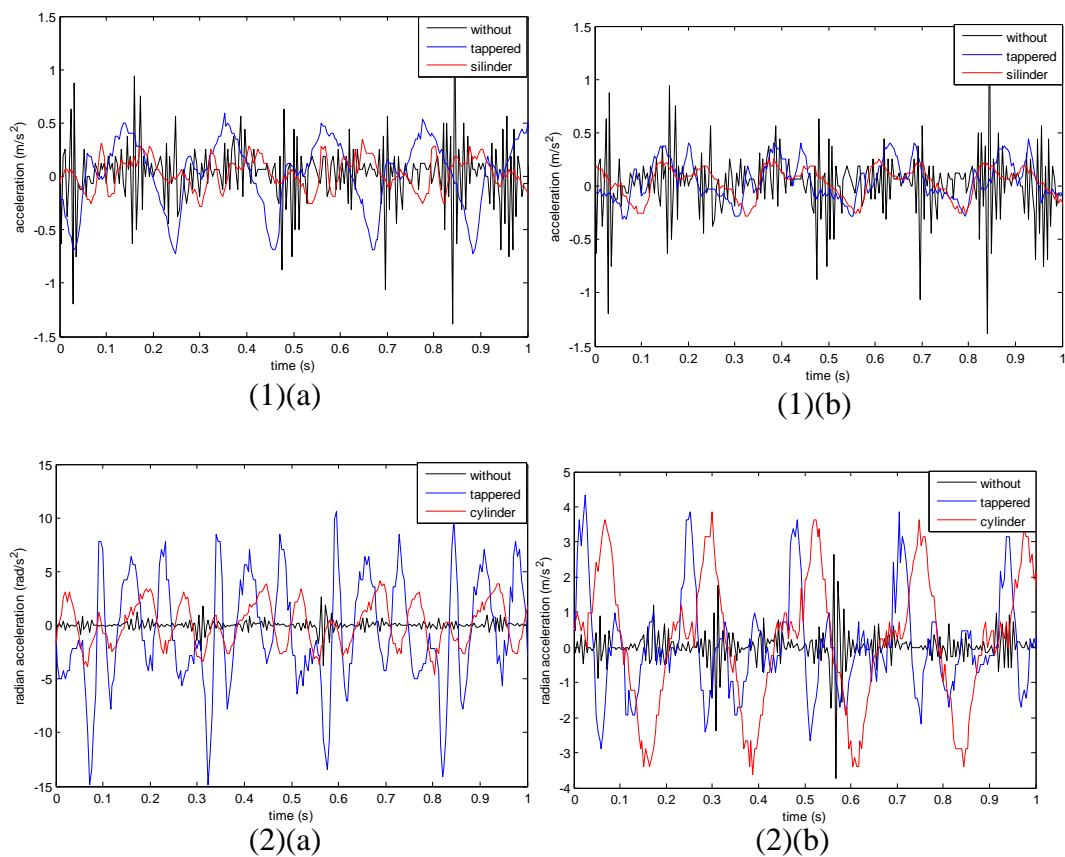 1.5
1
0.5
0
-0.5
-1
-1.5
acceleration (m/s²)
without
tappered
silinder
0 0.1 0.2 0.3 0.4 0.5 0.6 0.7 0.8 0.9 1
time (s)
(1)(a)
1.5
1
0.5
0
-0.5
-1
-1.5
acceleration (m/s²)
without
tappered
silinder
0 0.1 0.2 0.3 0.4 0.5 0.6 0.7 0.8 0.9 1
time (s)
(1)(b)
15
10
5
0
-5
-10
-15
radian acceleration (rad/s²)
without
tappered
cylinder
0 0.1 0.2 0.3 0.4 0.5 0.6 0.7 0.8 0.9 1
time (s)
(2)(a)
5
4
3
2
1
0
-1
-2
-3
-4
radian acceleration (m/s²)
without
tappered
cylinder
0 0.1 0.2 0.3 0.4 0.5 0.6 0.7 0.8 0.9 1
time (s)
(2)(b)